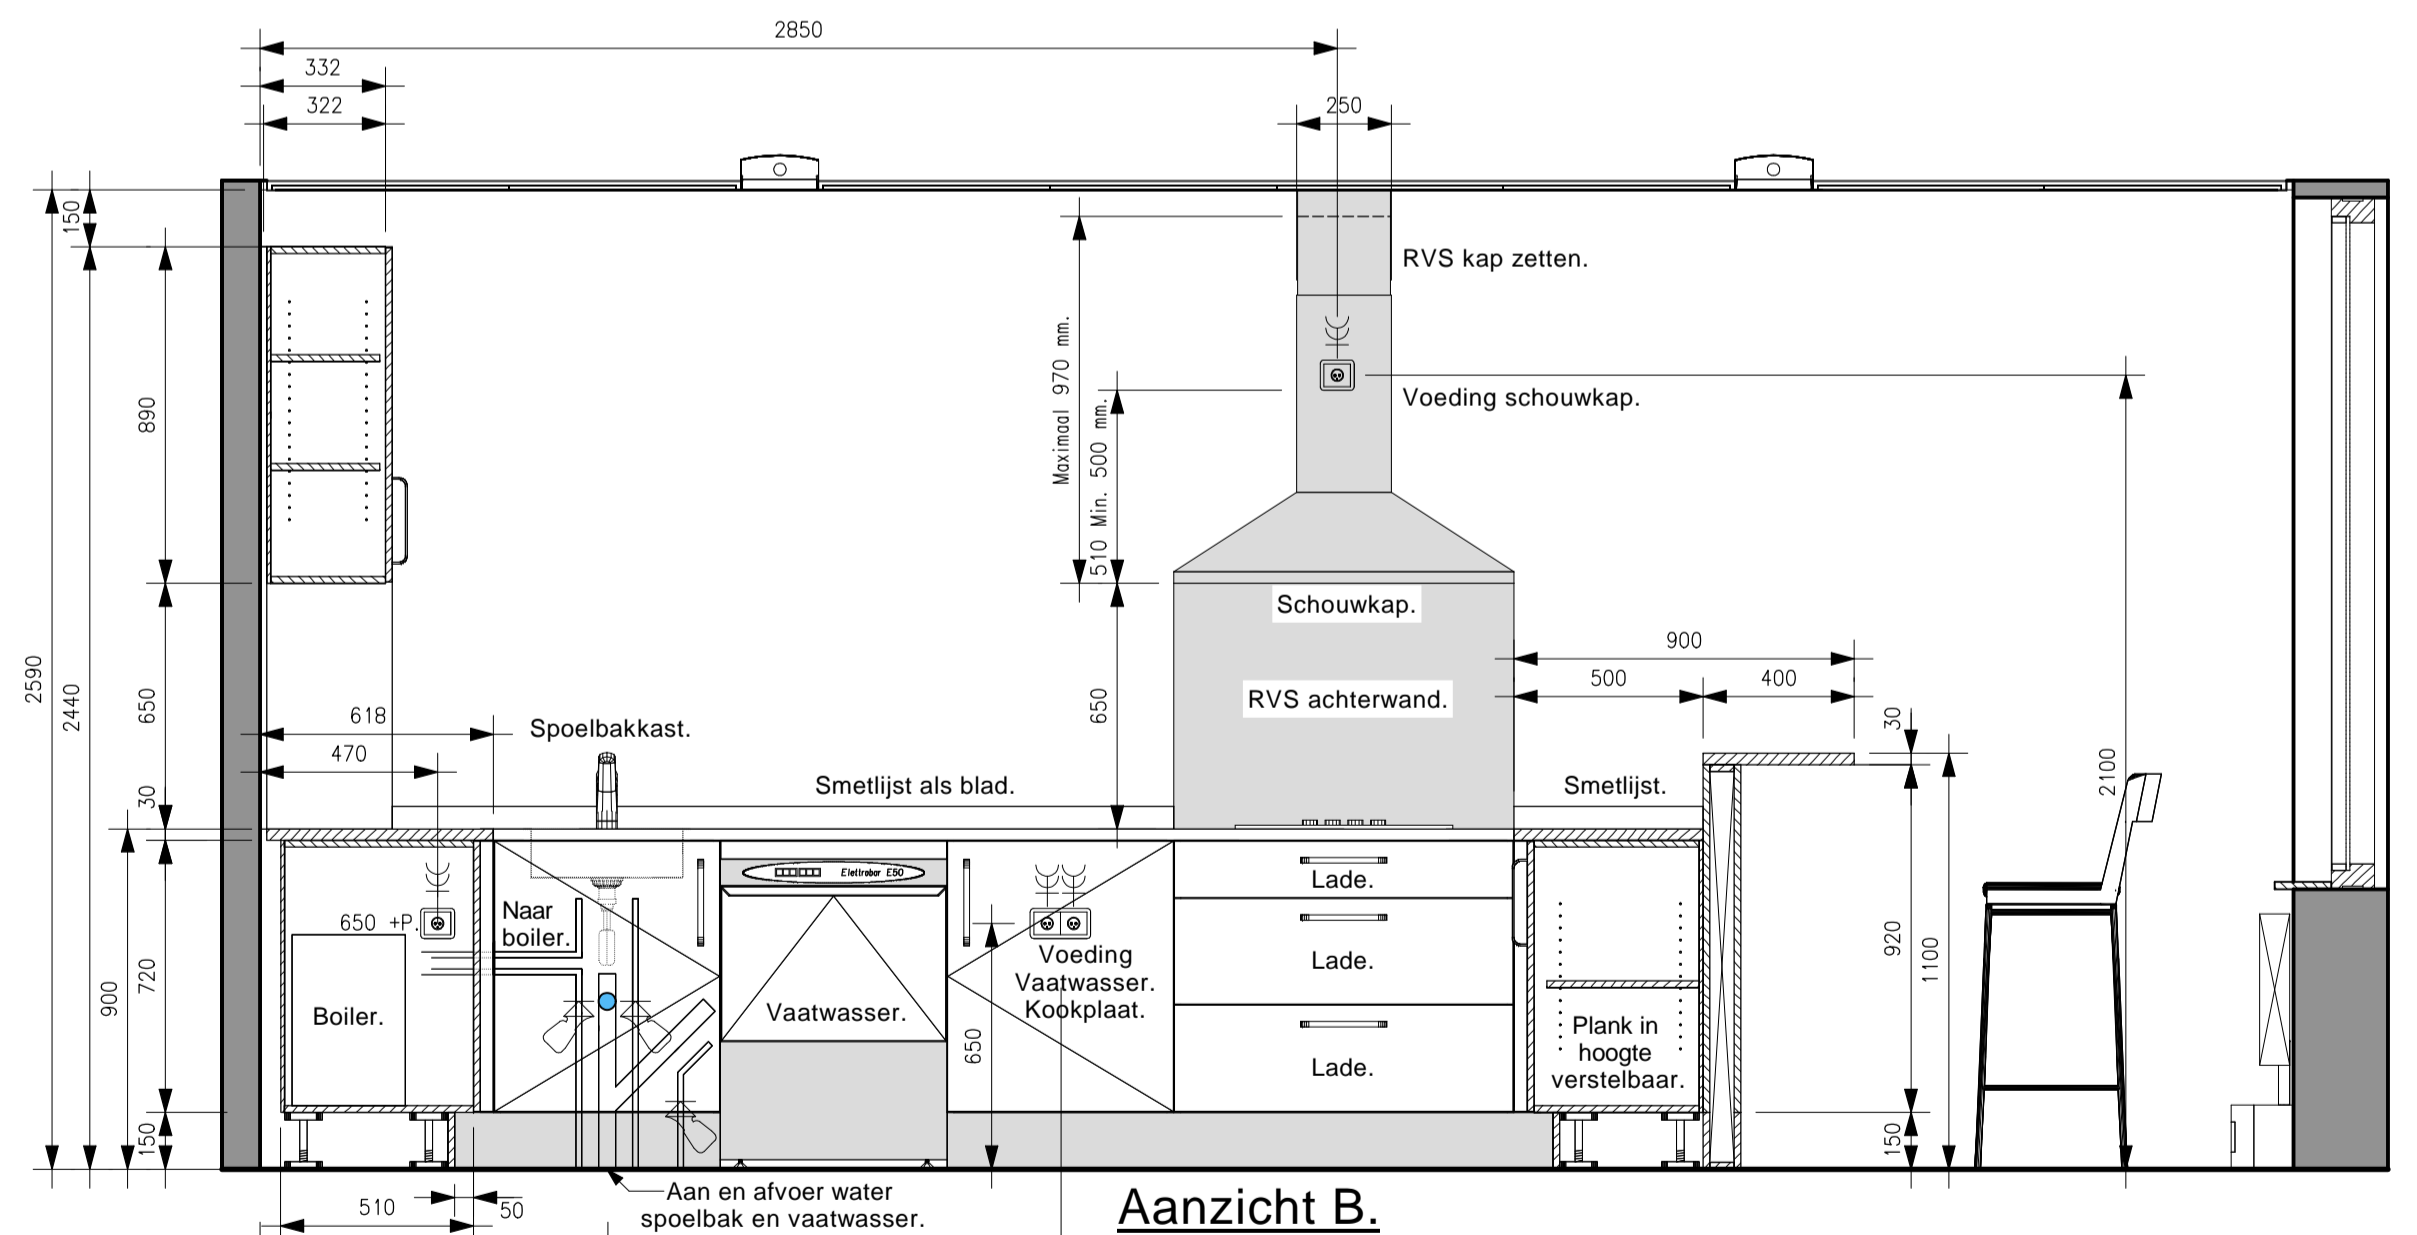 2850
332
322
250
150
RVS kap zetten.
Maximaal 970 mm.
Voeding schouwkap.
890
510 Min. 500 mm.
Schouwkap.
900
2590
2440
650
618
650
RVS achterwand.
500
400
30
Spoelbakkast.
470
2100
30
Smetlijst als blad.
Smetlijst.
Elettrobar E50
Lade.
650 +P.
Naar
boiler.
920
1100
720
900
Voeding
Vaatwasser.
Kookplaat.
Lade.
Boiler.
Vaatwasser.
650
Plank in
hoogte
verstelbaar.
Lade.
150
150
510
50
Aan en afvoer water
spoelbak en vaatwasser.
Aanzicht B.